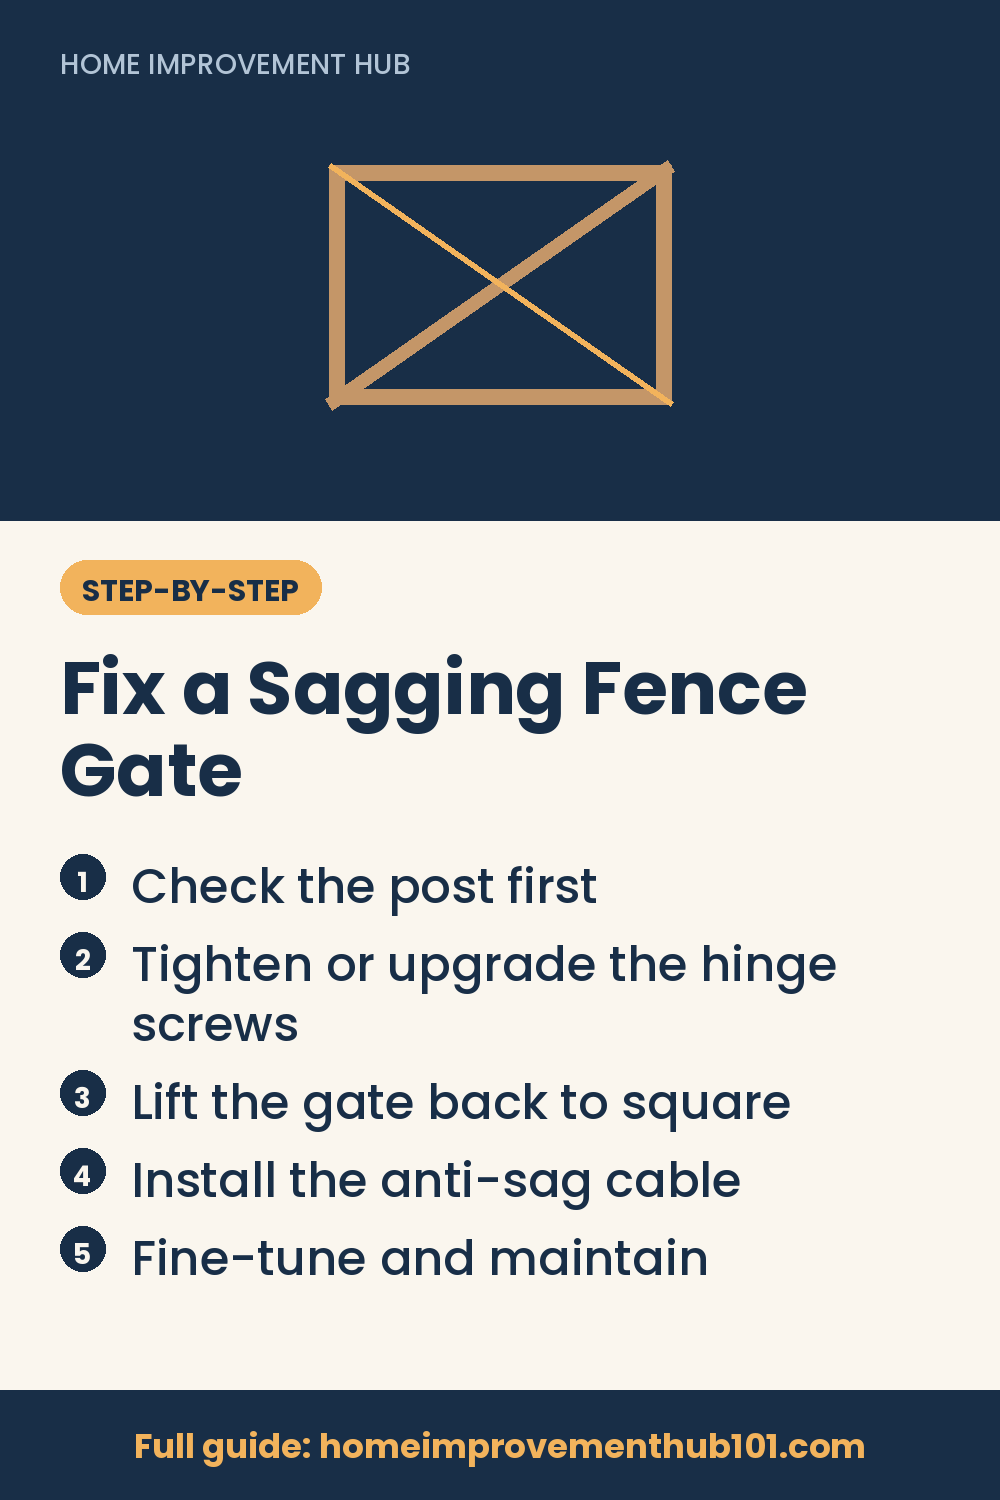 HOME IMPROVEMENT HUB
STEP-BY-STEP
Fix a Sagging Fence
Gate
1 Check the post first
2 Tighten or upgrade the hinge
screws
3 Lift the gate back to square
4 Install the anti-sag cable
5 Fine-tune and maintain
Full guide: homeimprovementhub101.com